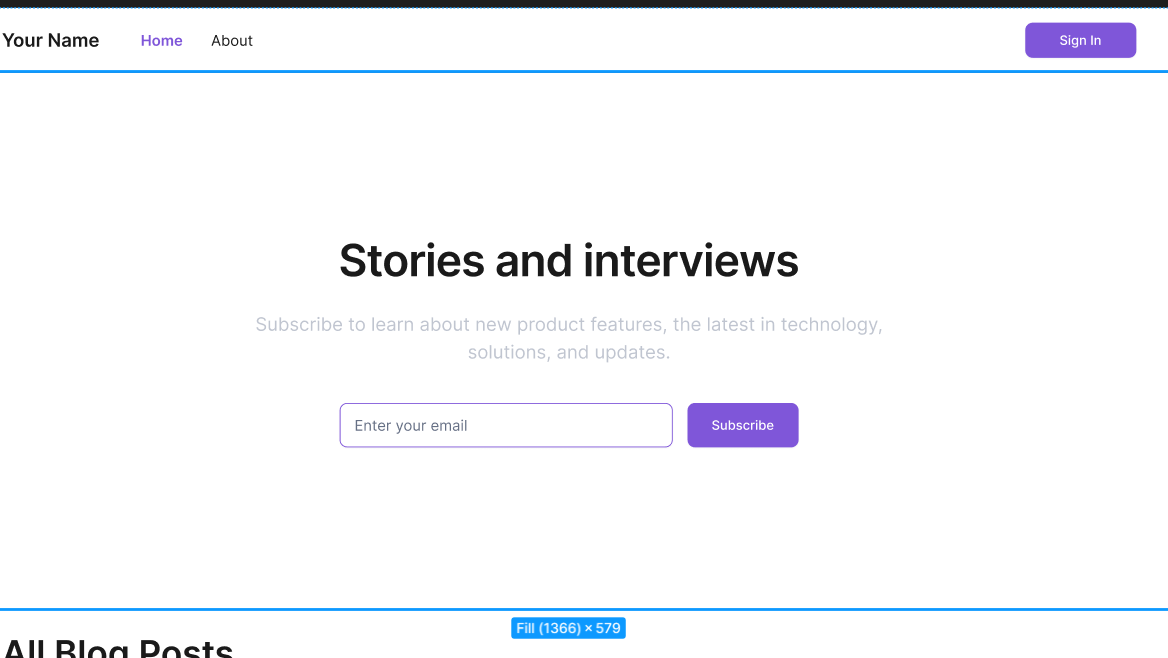 Your Name Home About Sign In
Stories and interviews
Subscribe to learn about new product features, the latest in technology,
solutions, and updates.
Enter your email Subscribe
Fill (1366) × 579
All Blog Posts